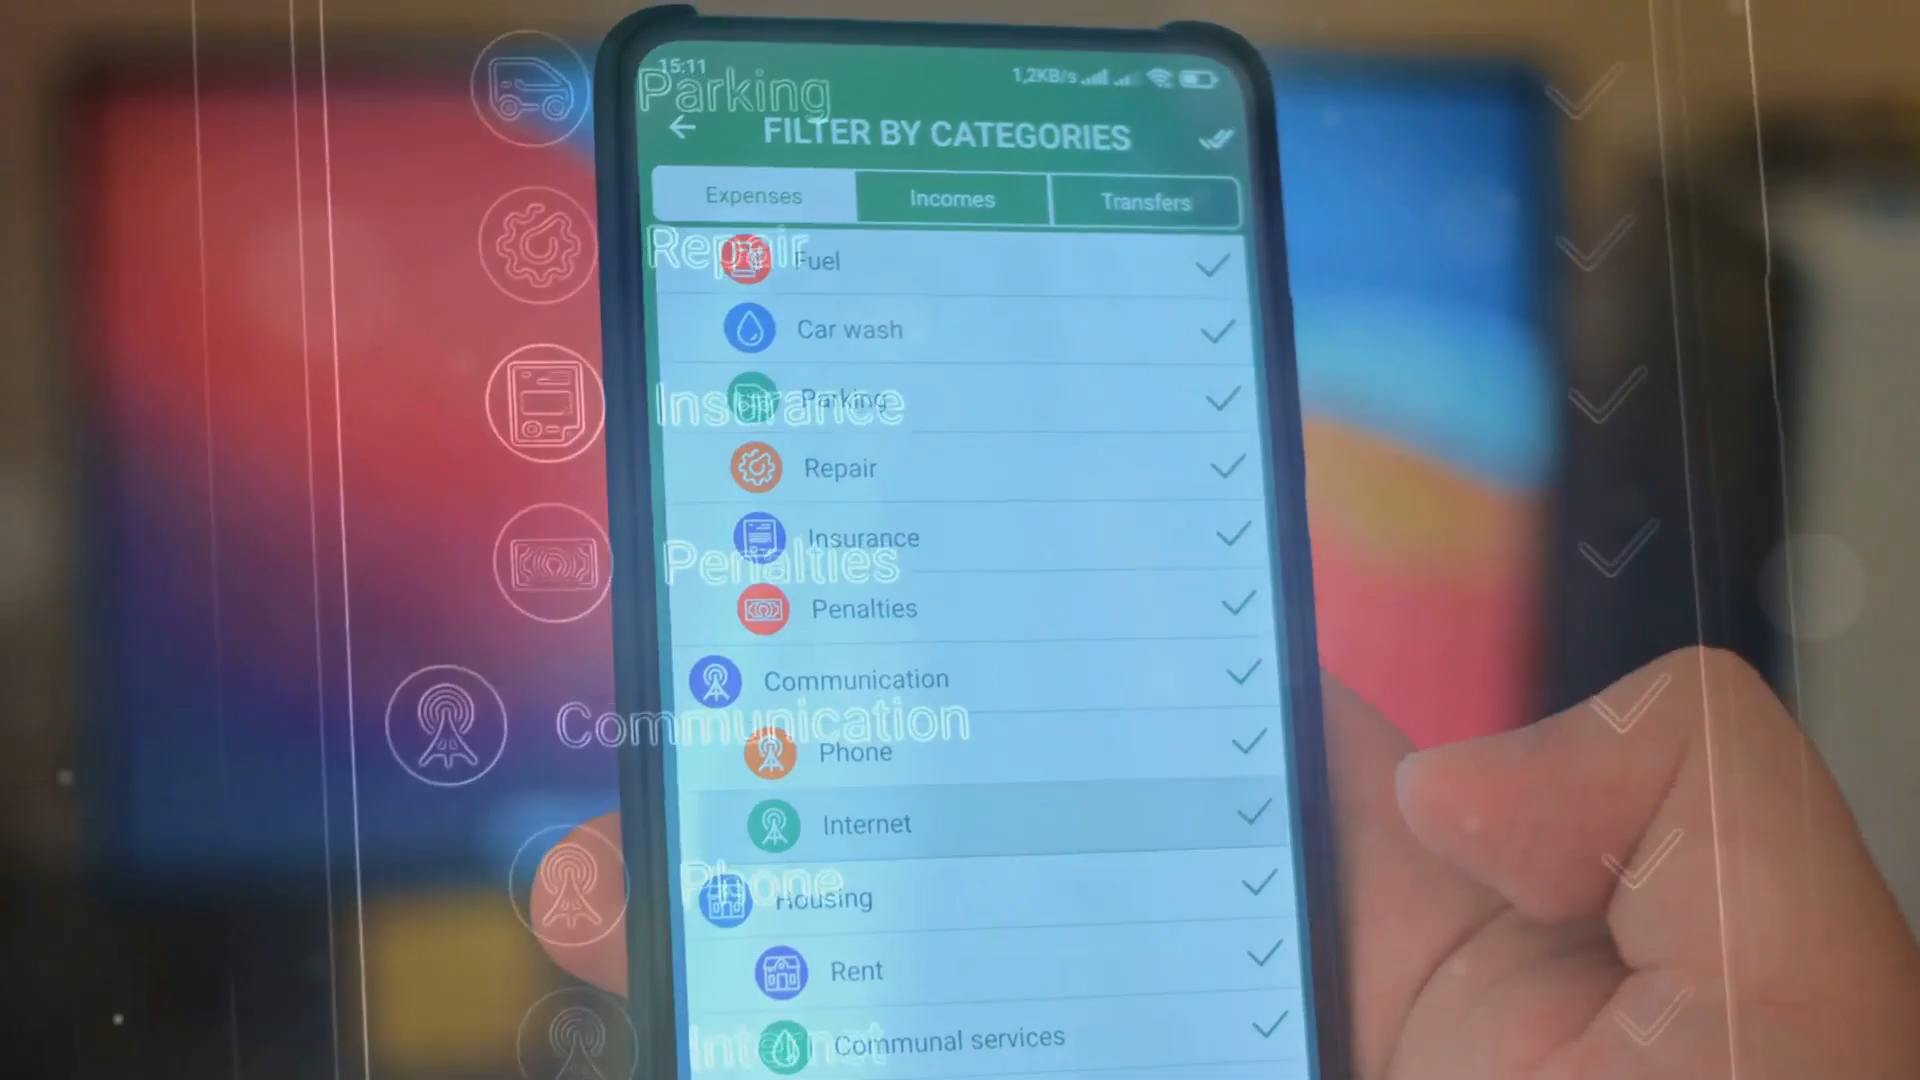 15:11
1,2KB/s
Parking
FILTER BY CATEGORIES
Expenses
Incomes
Transfers
Repair
Fuel
Car wash
Parking
Insurance
Repair
Insurance
Penalties
Penalties
Communication
Communication
Phone
Internet
Phone
Housing
Rent
Internet
Communal services